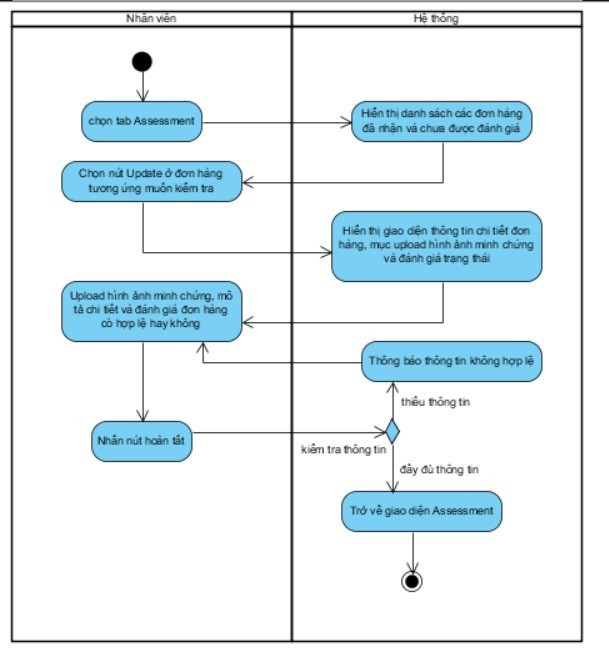 Nhân viên
Hệ thống
chọn tab Assessment
Hiển thị danh sách các đơn hàng
đã nhận và chưa được đánh giá
Chọn nút Update ở đơn hàng
tương ứng muốn kiểm tra
Hiển thị giao diện thông tin chi tiết đơn
hàng, mục upload hình ảnh minh chứng
và đánh giá trạng thái
Upload hình ảnh minh chứng, mô
tả chi tiết và đánh giá đơn hàng
có hợp lệ hay không
Thông báo thông tin không hợp lệ
thiếu thông tin
Nhấn nút hoàn tất
kiểm tra thông tin
đầy đủ thông tin
Trở về giao diện Assessment